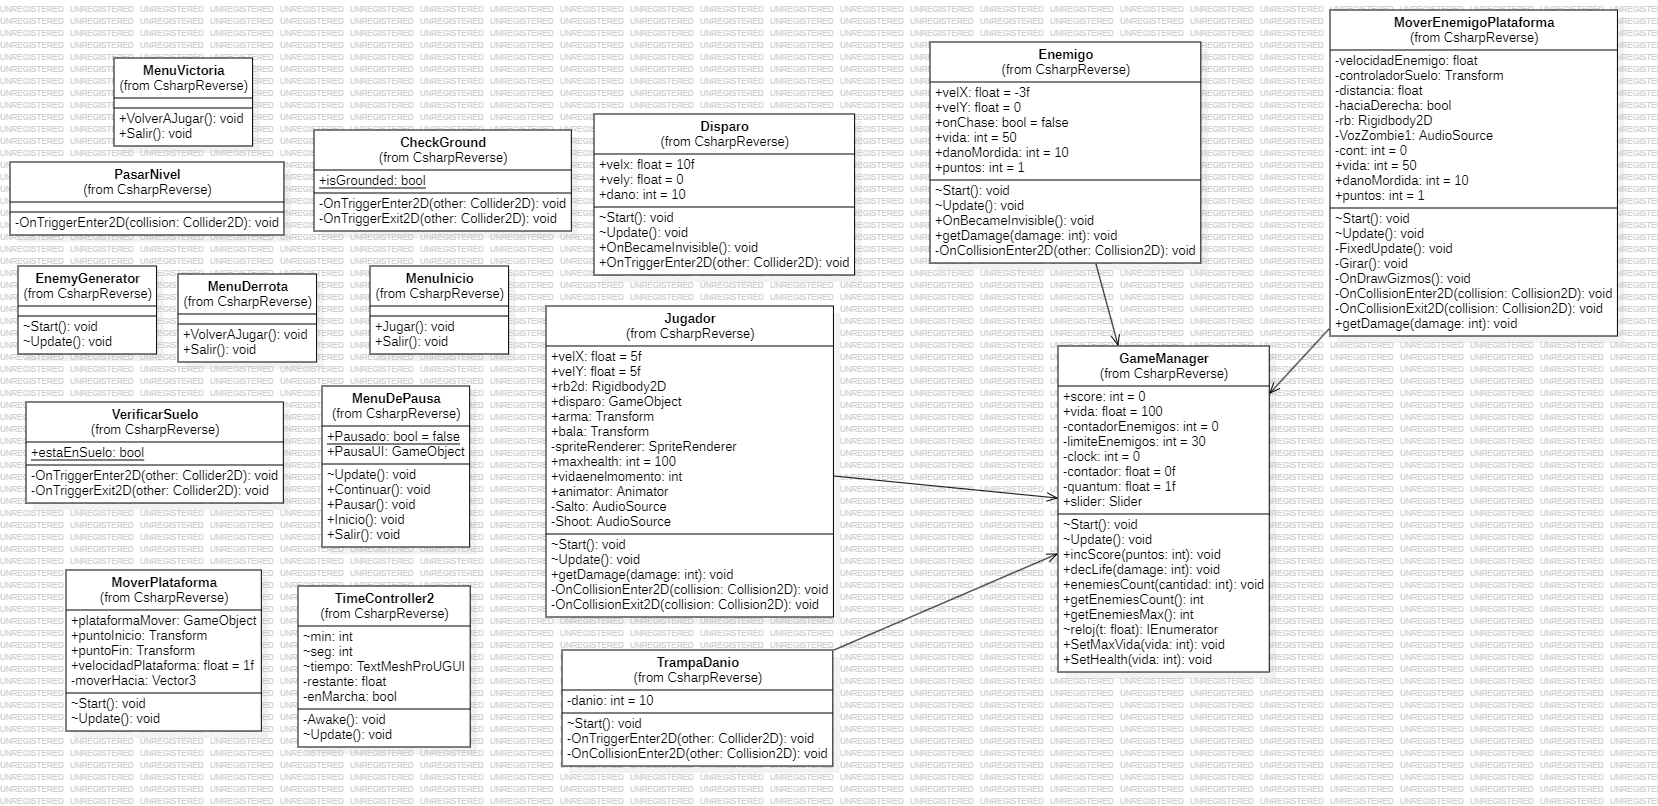 MenuVictoria
(from CsharpReverse)
+VolverAJugar(): void
+Salir(): void
PasarNivel
(from CsharpReverse)
-OnTriggerEnter2D(collision: Collider2D): void
CheckGround
(from CsharpReverse)
+isGrounded: bool
-OnTriggerEnter2D(other: Collider2D): void
-OnTriggerExit2D(other: Collider2D): void
Disparo
(from CsharpReverse)
+velx: float = 10f
+vely: float = 0
+dano: int = 10
~Start(): void
~Update(): void
+OnBecameInvisible(): void
+OnTriggerEnter2D(other: Collider2D): void
Enemigo
(from CsharpReverse)
+velX: float = -3f
+velY: float = 0
+onChase: bool = false
+vida: int = 50
+danoMordida: int = 10
+puntos: int = 1
~Start(): void
~Update(): void
+OnBecameInvisible(): void
+getDamage(damage: int): void
-OnCollisionEnter2D(other: Collision2D): void
MoverEnemigoPlataforma
(from CsharpReverse)
-velocidadEnemigo: float
-controladorSuelo: Transform
-distancia: float
-haciaDerecha: bool
-rb: Rigidbody2D
-VozZombie1: AudioSource
-cont: int = 0
+vida: int = 50
+danoMordida: int = 10
+puntos: int = 1
~Start(): void
~Update(): void
-FixedUpdate(): void
-Girar(): void
-OnDrawGizmos(): void
-OnCollisionEnter2D(collision: Collision2D): void
-OnCollisionExit2D(collision: Collision2D): void
+getDamage(damage: int): void
EnemyGenerator
(from CsharpReverse)
~Start(): void
~Update(): void
MenuDerrota
(from CsharpReverse)
+VolverAJugar(): void
+Salir(): void
MenuInicio
(from CsharpReverse)
+Jugar(): void
+Salir(): void
Jugador
(from CsharpReverse)
+velX: float = 5f
+velY: float = 5f
+rb2d: Rigidbody2D
+disparo: GameObject
+arma: Transform
+bala: Transform
-spriteRenderer: SpriteRenderer
+maxhealth: int = 100
+vidaenelmomento: int
+animator: Animator
-Salto: AudioSource
-Shoot: AudioSource
~Start(): void
~Update(): void
+getDamage(damage: int): void
-OnCollisionEnter2D(collision: Collision2D): void
-OnCollisionExit2D(collision: Collision2D): void
GameManager
(from CsharpReverse)
+score: int = 0
+vida: float = 100
-contadorEnemigos: int = 0
-limiteEnemigos: int = 30
-clock: int = 0
-contador: float = 0f
-quantum: float = 1f
+slider: Slider
~Start(): void
~Update(): void
+incScore(puntos: int): void
+decLife(damage: int): void
+enemiesCount(cantidad: int): void
+getEnemiesCount(): int
+getEnemiesMax(): int
~reloj(t: float): IEnumerator
+SetMaxVida(vida: int): void
+SetHealth(vida: int): void
VerificarSuelo
(from CsharpReverse)
+estaEnSuelo: bool
-OnTriggerEnter2D(other: Collider2D): void
-OnTriggerExit2D(other: Collider2D): void
MenuDePausa
(from CsharpReverse)
+Pausado: bool = false
+PausaUI: GameObject
~Update(): void
+Continuar(): void
+Pausar(): void
+Inicio(): void
+Salir(): void
MoverPlataforma
(from CsharpReverse)
+plataformaMover: GameObject
+puntoInicio: Transform
+puntoFin: Transform
+velocidadPlataforma: float = 1f
-moverHacia: Vector3
~Start(): void
~Update(): void
TimeController2
(from CsharpReverse)
~min: int
~seg: int
~tiempo: TextMeshProUGUI
-restante: float
-enMarcha: bool
-Awake(): void
~Update(): void
TrampaDanio
(from CsharpReverse)
-danio: int = 10
~Start(): void
-OnTriggerEnter2D(other: Collider2D): void
-OnCollisionEnter2D(other: Collision2D): void